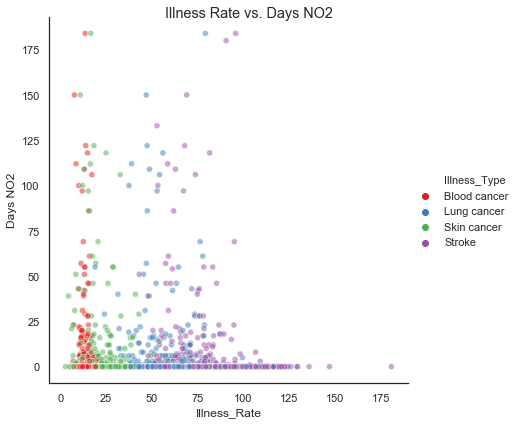 Illness Rate vs. Days NO2
175
150
125
100
75
50
25
0
Days NO2
0
25
50
75
100
125
150
175
Illness_Rate
Illness_Type
Blood cancer
Lung cancer
Skin cancer
Stroke